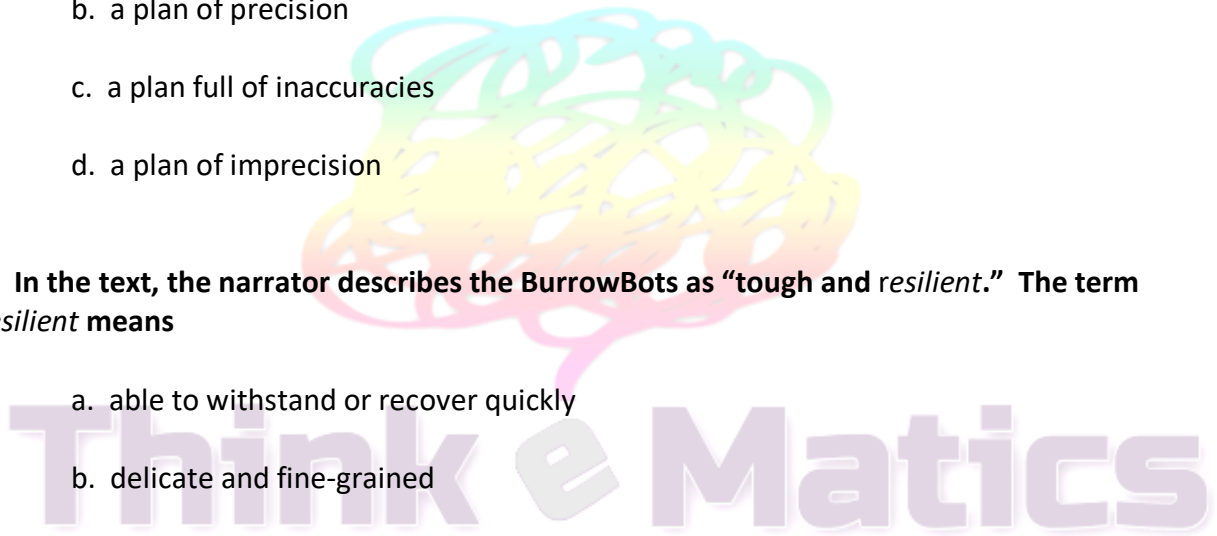 b. a plan of precision
c. a plan full of inaccuracies
d. a plan of imprecision
In the text, the narrator describes the BurrowBots as “tough and resilient.” The term
silient means
a. able to withstand or recover quickly
b. delicate and fine-grained
Think e Matics